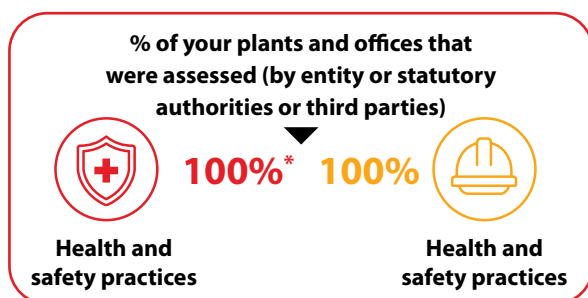 % of your plants and offices that
were assessed (by entity or statutory
authorities or third parties)
100%* 100%
Health and
safety practices
Health and
safety practices